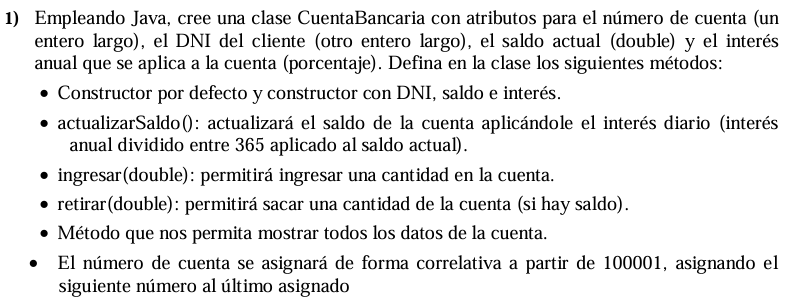 1) Empleando Java, cree una clase CuentaBancaria con atributos para el número de cuenta (un
entero largo), el DNI del cliente (otro entero largo), el saldo actual (double) y el interés
anual que se aplica a la cuenta (porcentaje). Defina en la clase los siguientes métodos:
• Constructor por defecto y constructor con DNI, saldo e interés.
• actualizarSaldo(): actualizará el saldo de la cuenta aplicándole el interés diario (interés
anual dividido entre 365 aplicado al saldo actual).
• ingresar(double): permitirá ingresar una cantidad en la cuenta.
• retirar(double): permitirá sacar una cantidad de la cuenta (si hay saldo).
• Método que nos permita mostrar todos los datos de la cuenta.
• El número de cuenta se asignará de forma correlativa a partir de 100001, asignando el
siguiente número al último asignado